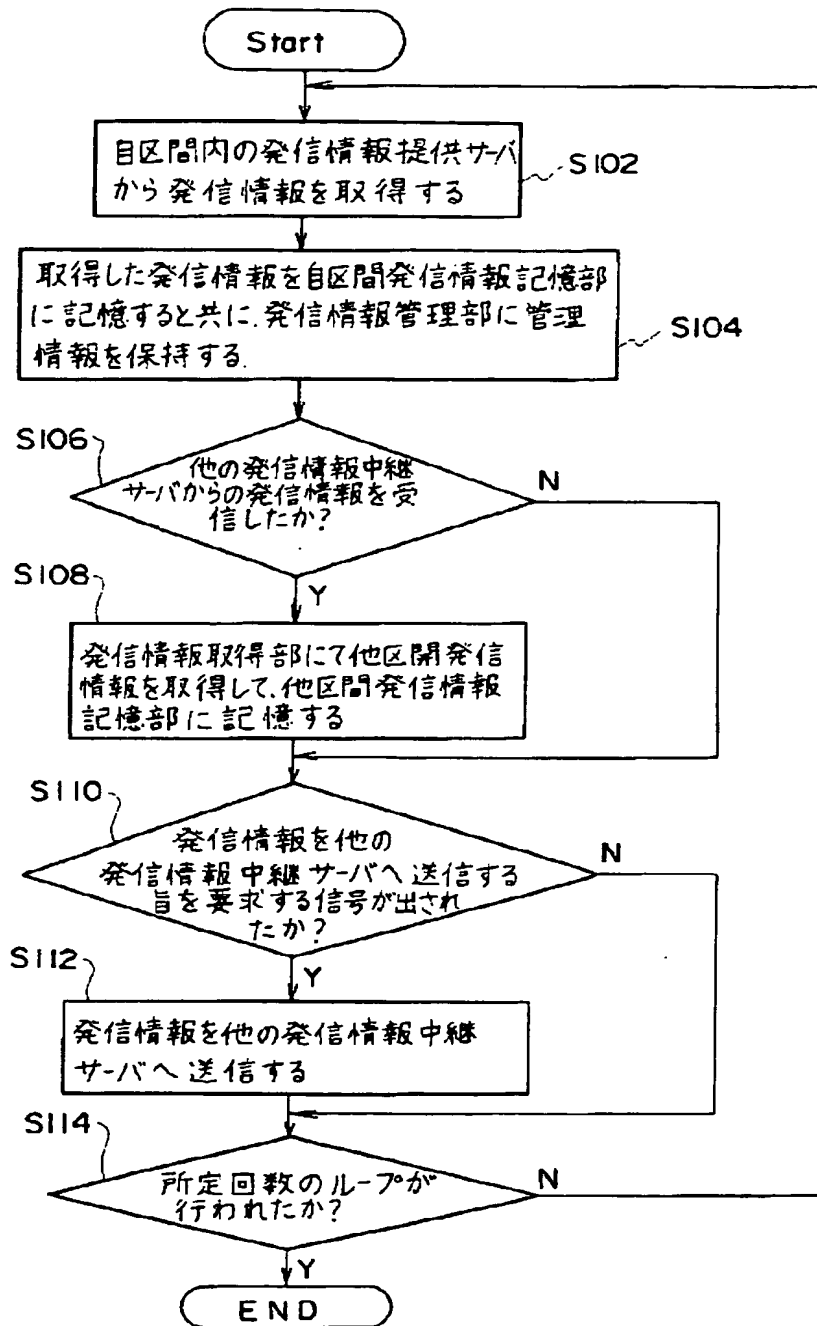 Start
自区間内の発信情報提供サーバ
から発信情報を取得する
S102
取得した発信情報を自区間発信情報記憶部
に記憶すると共に.発信情報管理部に管理
情報を保持する.
S104
S106
他の発信情報中継
サーバからの発信情報を受
信したか?
N
Y
S108
発信情報取得部にて他区開発信
情報を取得して、他区間発信情報
記憶部に記憶する
S110
発信情報を他の
発信情報中継サーバへ送信する
旨を要求する信号が出され
たか?
N
Y
S112
発信情報を他の発信情報中継
サーバへ送信する
S114
所定回数のループが
行われたか?
N
Y
END